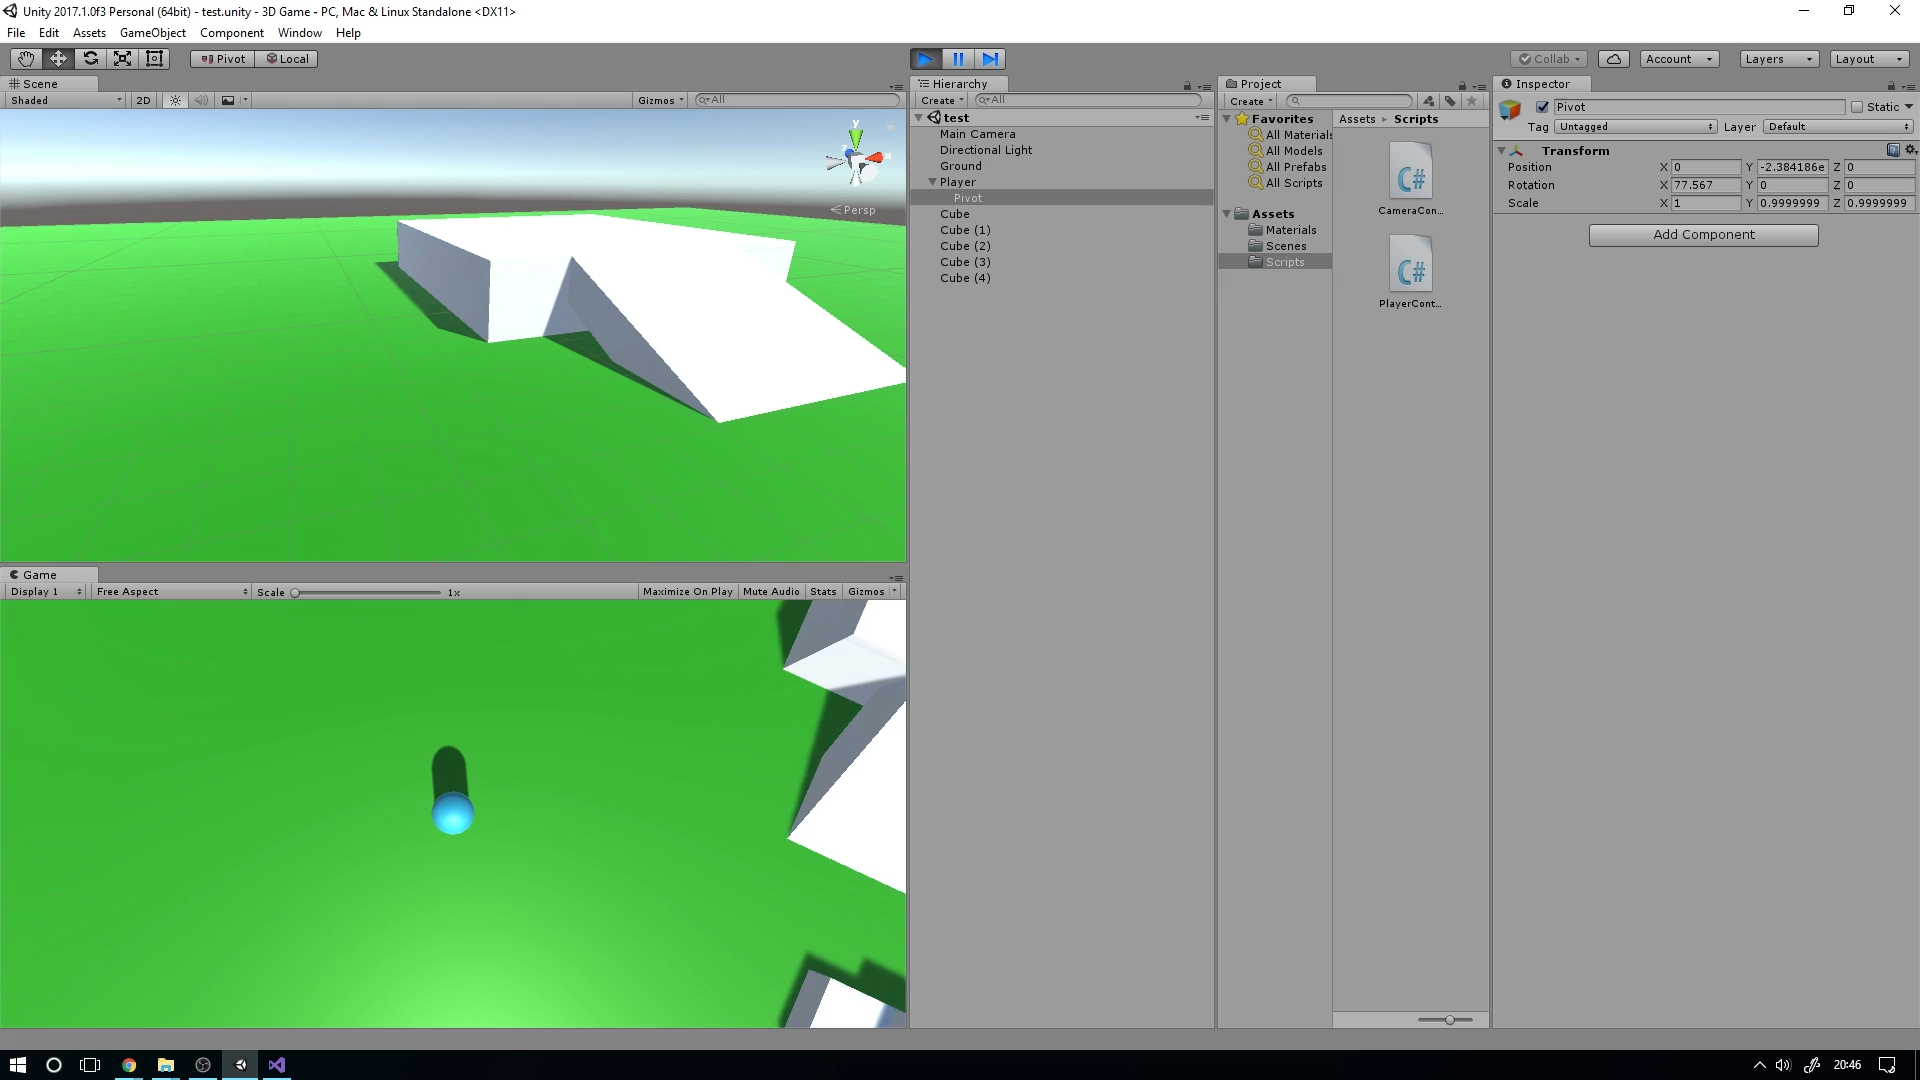 Unity 2017.1.0f3 Personal (64bit) - test.unity - 3D Game - PC, Mac & Linux Standalone <DX11>
File Edit Assets GameObject Component Window Help
Pivot Local
Collab Account Layers Layout
Scene
Shaded 2D Gizmos All
y
x
z
Persp
Game
Display 1 Free Aspect Scale 1x Maximize On Play Mute Audio Stats Gizmos
Hierarchy
Create All
test
Main Camera
Directional Light
Ground
Player
Pivot
Cube
Cube (1)
Cube (2)
Cube (3)
Cube (4)
Project
Create
Favorites
All Materials
All Models
All Prefabs
All Scripts
Assets
Materials
Scenes
Scripts
Assets Scripts
C#
CameraCon...
C#
PlayerCont...
Inspector
Pivot Static
Tag Untagged Layer Default
Transform
Position X 0 Y -2.384186e Z 0
Rotation X 77.567 Y 0 Z 0
Scale X 1 Y 0.9999999 Z 0.9999999
Add Component
20:46